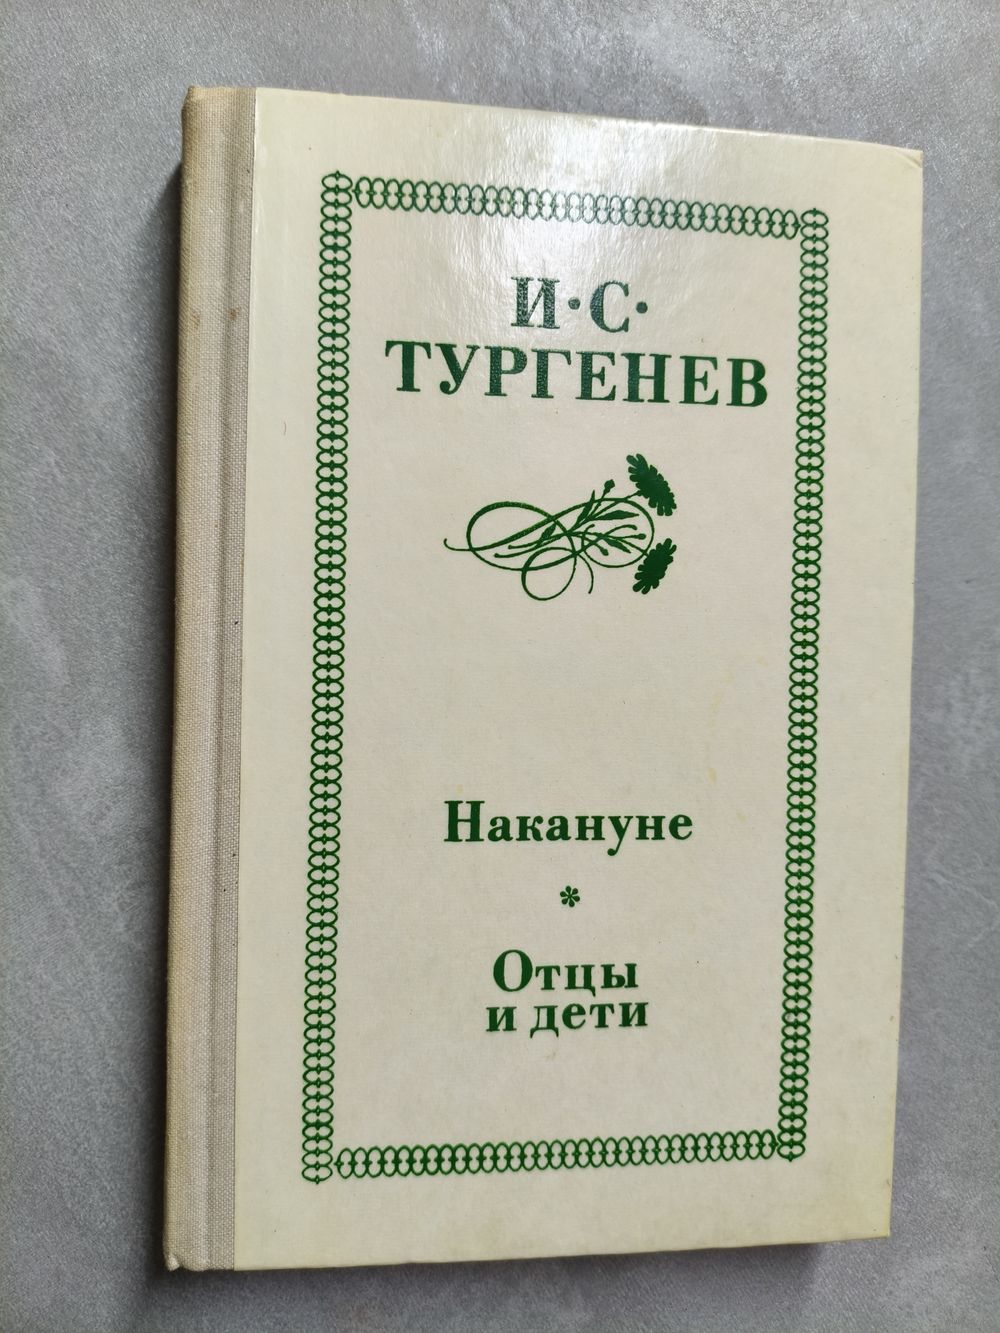 И·С·
ТУРГЕНЕВ
Накануне
*
Отцы
и дети